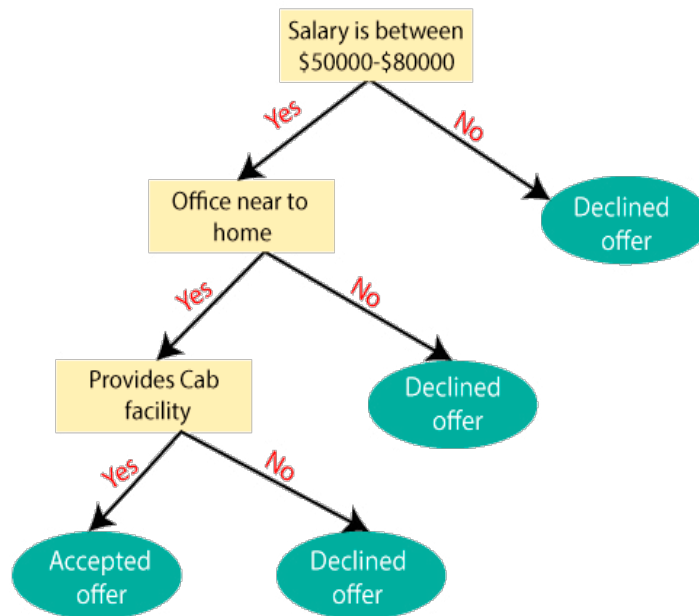 Salary is between
$50000-$80000
Yes
No
Office near to
home
Declined
offer
Yes
No
Provides Cab
facility
Declined
offer
Yes
No
Accepted
offer
Declined
offer